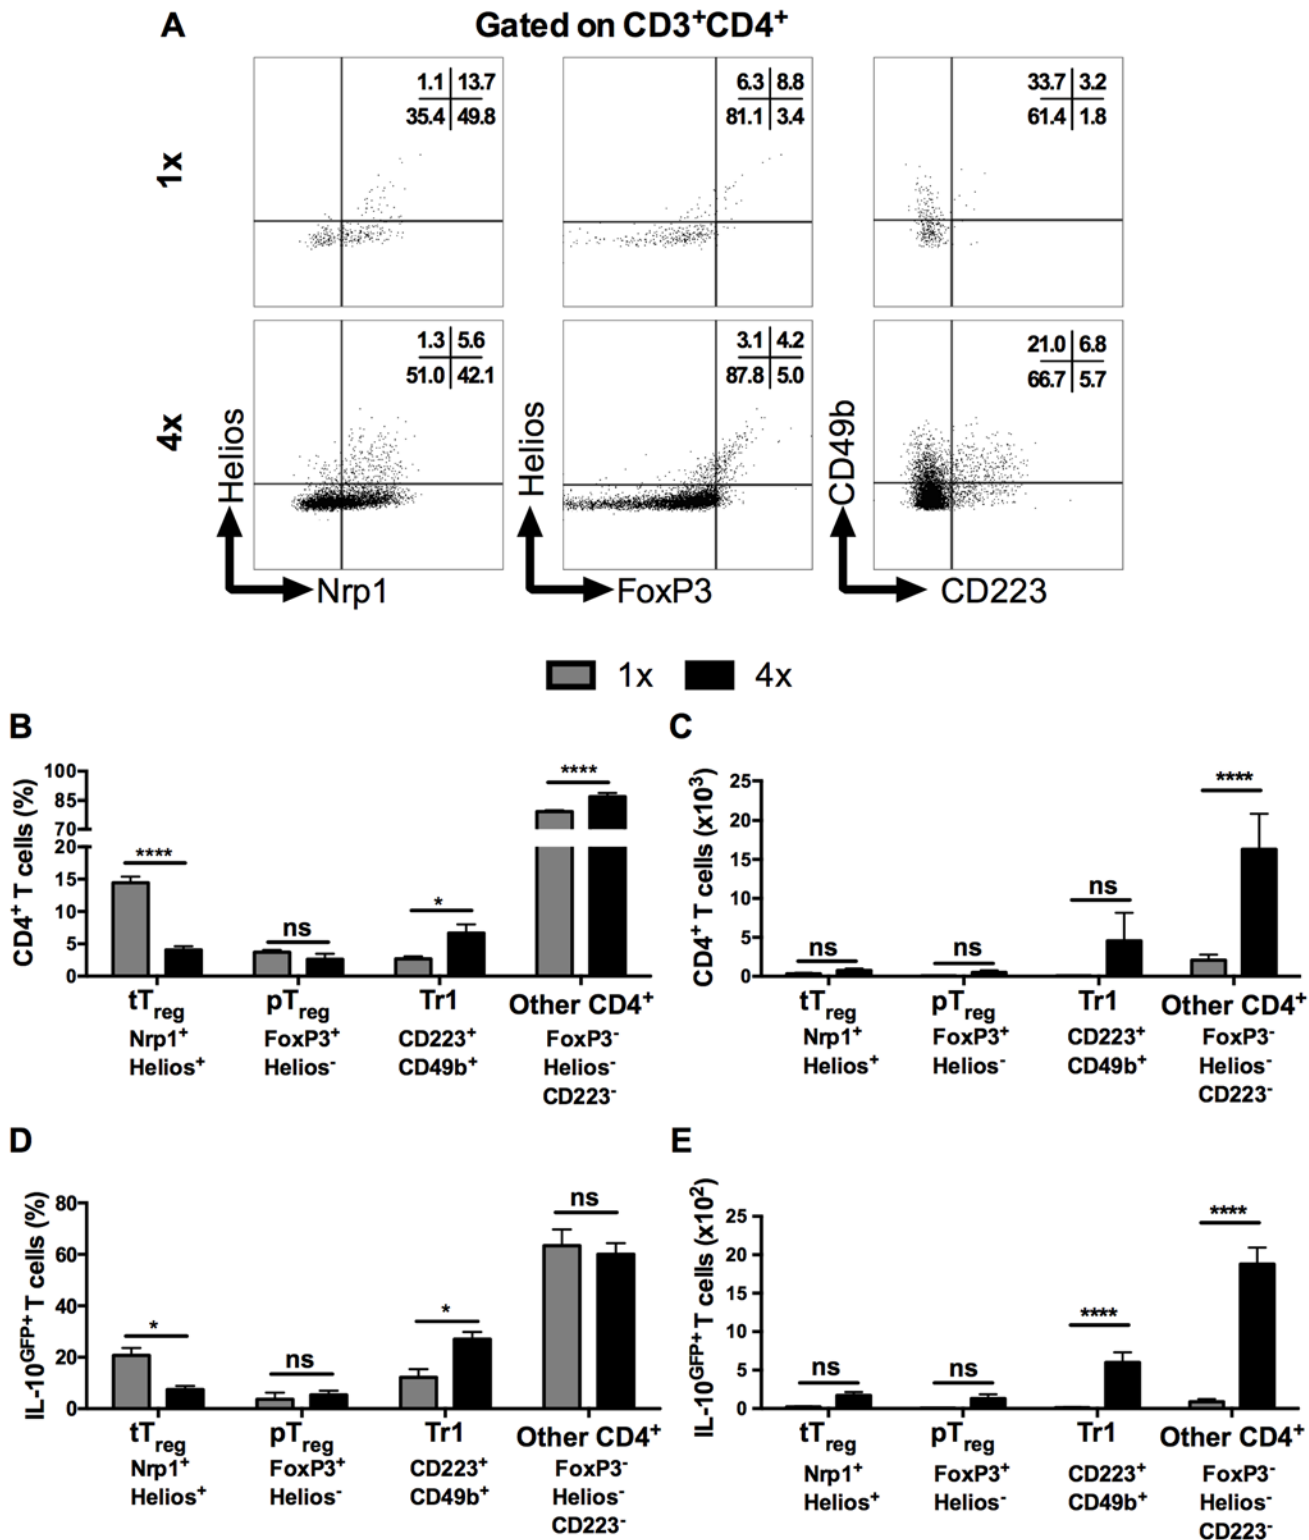 A
Gated on CD3⁺CD4⁺
1x
1.1 13.7
35.4 49.8
6.3 8.8
81.1 3.4
33.7 3.2
61.4 1.8
4x
1.3 5.6
51.0 42.1
3.1 4.2
87.8 5.0
21.0 6.8
66.7 5.7
Helios
Nrp1
Helios
FoxP3
CD49b
CD223
1x 4x
B
CD4⁺ T cells (%)
100
85
70
20
15
10
5
0
****
ns
*
****
tTreg
Nrp1⁺
Helios⁺
pTreg
FoxP3⁺
Helios⁻
Tr1
CD223⁺
CD49b⁺
Other CD4⁺
FoxP3⁻
Helios⁻
CD223⁻
C
CD4⁺ T cells (x10³)
25
20
15
10
5
0
ns
ns
ns
****
tTreg
Nrp1⁺
Helios⁺
pTreg
FoxP3⁺
Helios⁻
Tr1
CD223⁺
CD49b⁺
Other CD4⁺
FoxP3⁻
Helios⁻
CD223⁻
D
IL-10ᴳᶠᴾ⁺ T cells (%)
80
60
40
20
0
*
ns
*
ns
tTreg
Nrp1⁺
Helios⁺
pTreg
FoxP3⁺
Helios⁻
Tr1
CD223⁺
CD49b⁺
Other CD4⁺
FoxP3⁻
Helios⁻
CD223⁻
E
IL-10ᴳᶠᴾ⁺ T cells (x10²)
25
20
15
10
5
0
ns
ns
****
****
tTreg
Nrp1⁺
Helios⁺
pTreg
FoxP3⁺
Helios⁻
Tr1
CD223⁺
CD49b⁺
Other CD4⁺
FoxP3⁻
Helios⁻
CD223⁻